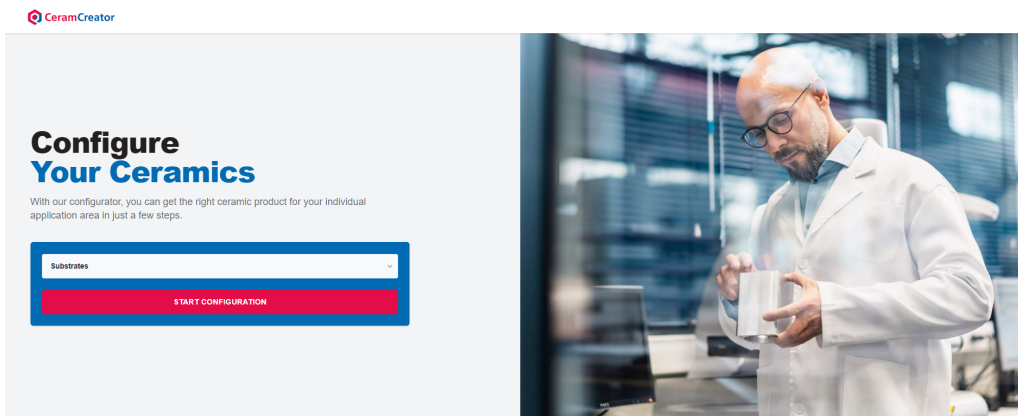 CeramCreator
Configure
Your Ceramics
With our configurator, you can get the right ceramic product for your individual
application area in just a few steps.
Substrates
START CONFIGURATION